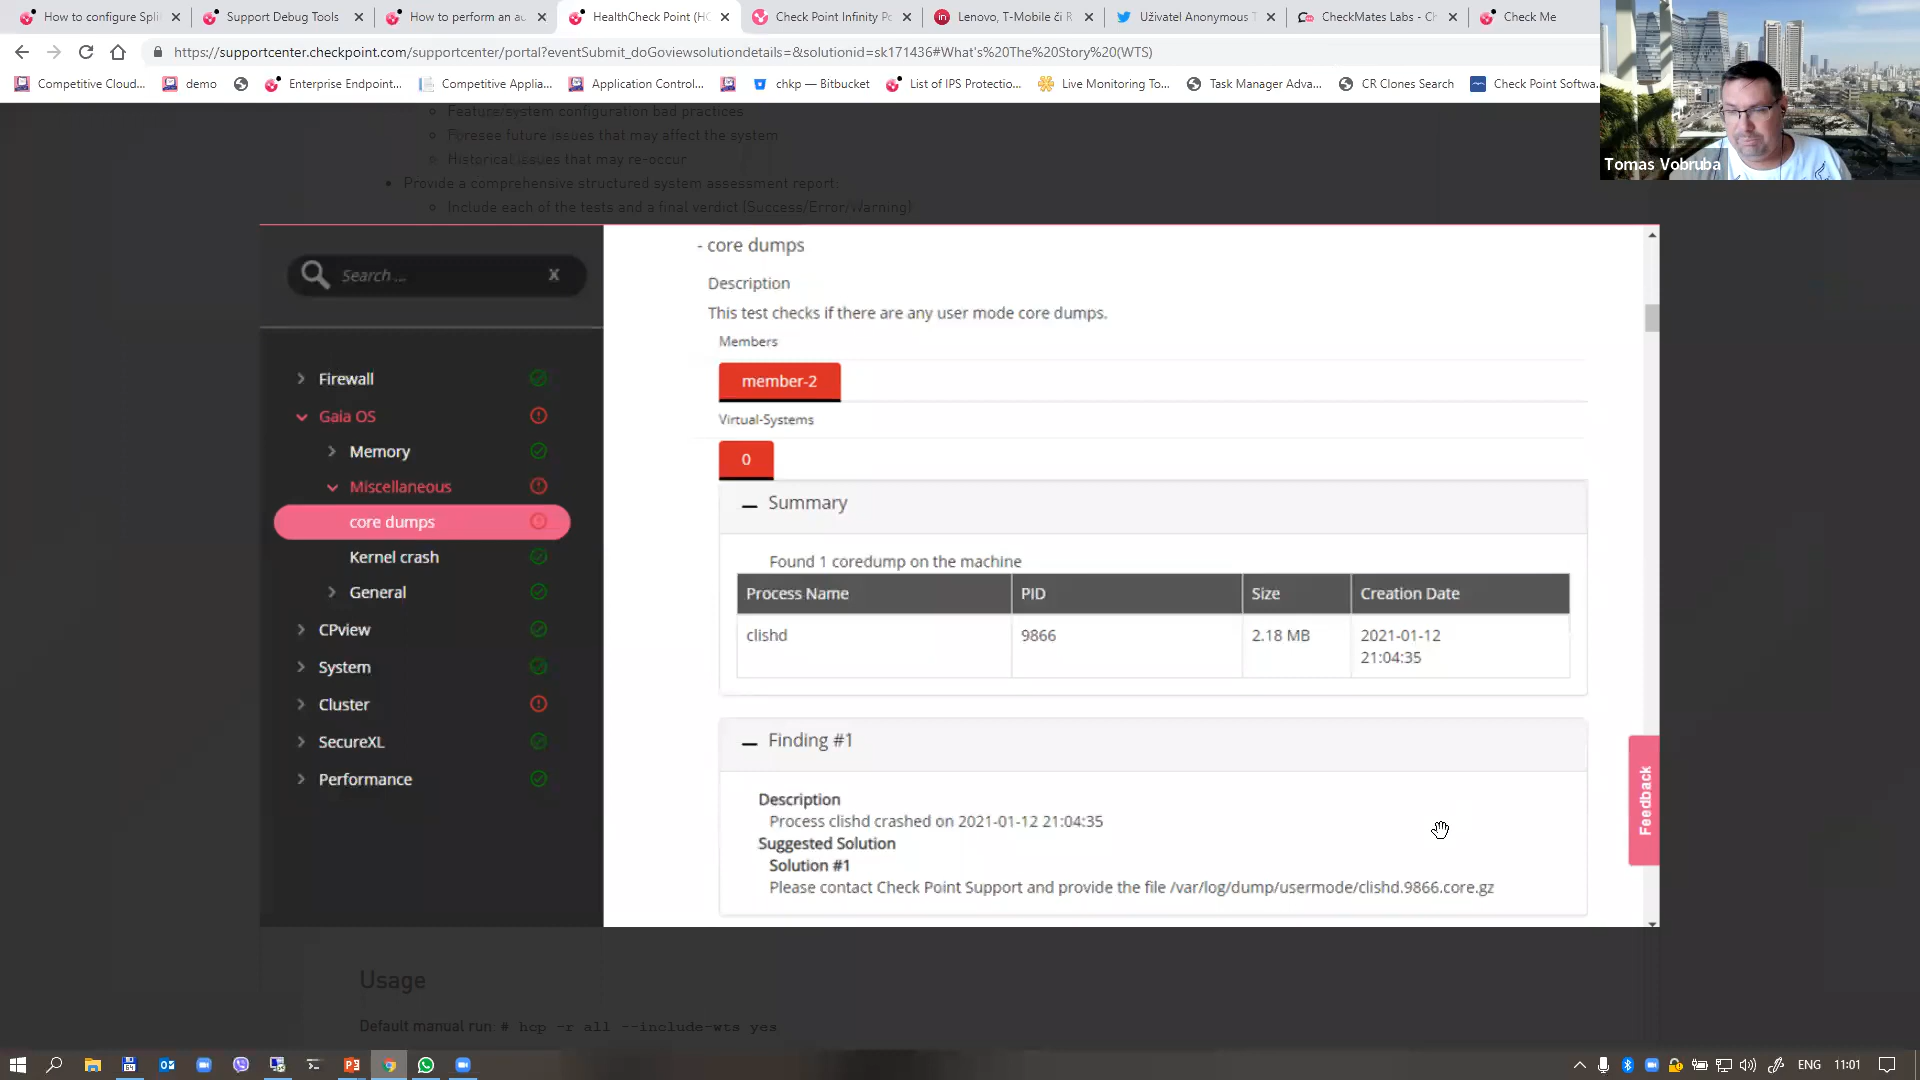 How to configure Spli
Support Debug Tools
How to perform an au
HealthCheck Point (HC
Check Point Infinity Po
Lenovo, T-Mobile či R
Uživatel Anonymous T
CheckMates Labs - Ch
Check Me
https://supportcenter.checkpoint.com/supportcenter/portal?eventSubmit_doGoviewsolutiondetails=&solutionid=sk171436#What's%20The%20Story%20(WTS)
Competitive Cloud...
demo
Enterprise Endpoint...
Competitive Applia...
Application Control...
chkp — Bitbucket
List of IPS Protectio...
Live Monitoring To...
Task Manager Adva...
CR Clones Search
Check Point Softwa
Tomas Vobruba
Feature/system configuration bad practices
Foresee future issues that may affect the system
Historical issues that may re-occur
Provide a comprehensive structured system assessment report:
Include each of the tests and a final verdict (Success/Error/Warning)
Search ...
X
Firewall
Gaia OS
Memory
Miscellaneous
core dumps
Kernel crash
General
CPview
System
Cluster
SecureXL
Performance
- core dumps
Description
This test checks if there are any user mode core dumps.
Members
member-2
Virtual-Systems
0
Summary
Found 1 coredump on the machine
Process Name PID Size Creation Date
clishd 9866 2.18 MB 2021-01-12
21:04:35
Finding #1
Description
Process clishd crashed on 2021-01-12 21:04:35
Suggested Solution
Solution #1
Please contact Check Point Support and provide the file /var/log/dump/usermode/clishd.9866.core.gz
Feedback
Usage
Default manual run: # hcp -r all --include-wts yes
ENG
11:01